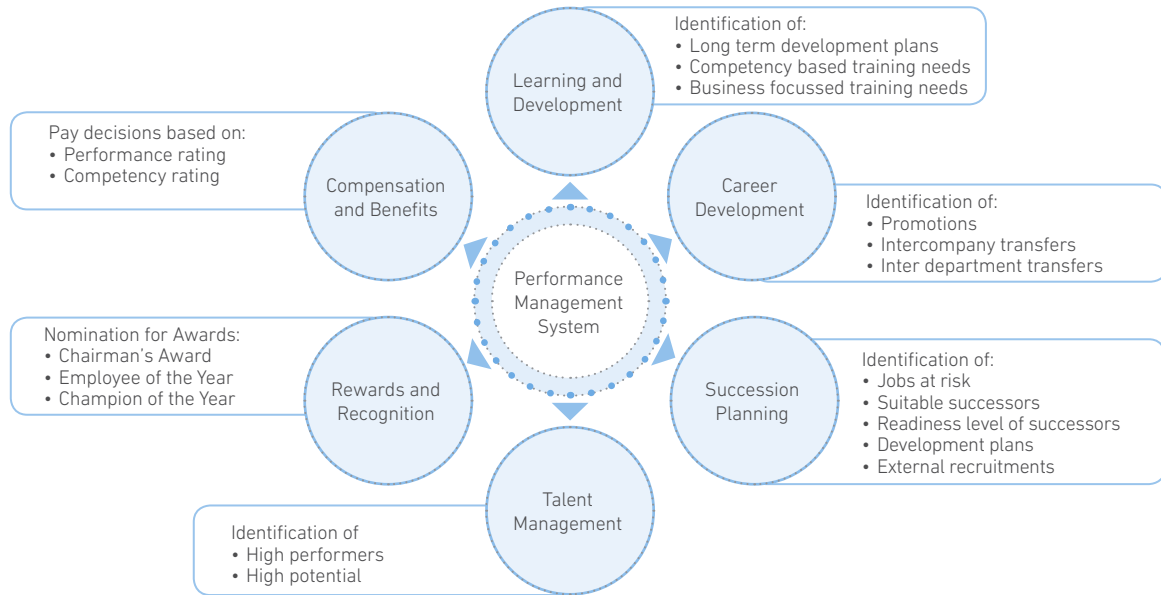 Identification of:
• Long term development plans
• Competency based training needs
• Business focussed training needs
Learning and
Development
Pay decisions based on:
• Performance rating
• Competency rating
Compensation
and Benefits
Career
Development
Identification of:
• Promotions
• Intercompany transfers
• Inter department transfers
Performance
Management
System
Nomination for Awards:
• Chairman's Award
• Employee of the Year
• Champion of the Year
Rewards and
Recognition
Succession
Planning
Identification of:
• Jobs at risk
• Suitable successors
• Readiness level of successors
• Development plans
• External recruitments
Talent
Management
Identification of
• High performers
• High potential